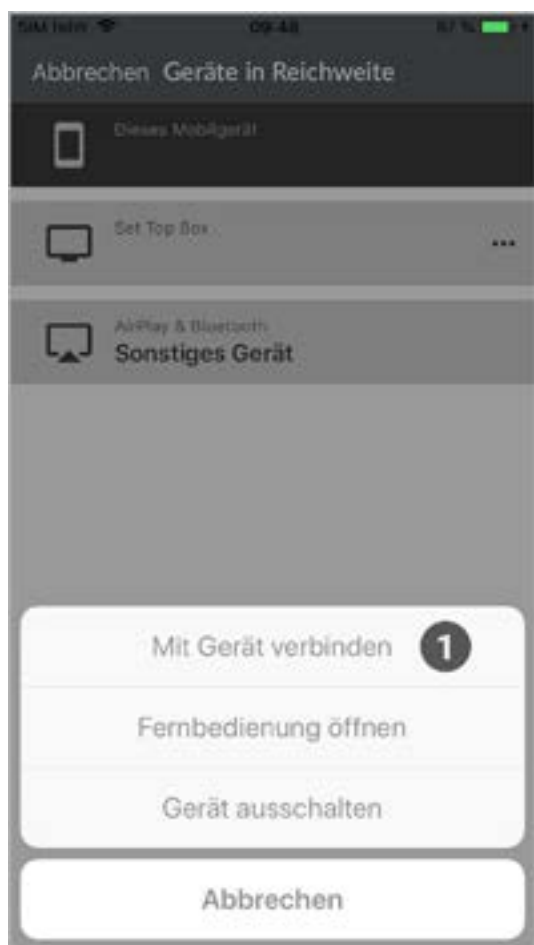 09:48
Abbrechen Geräte in Reichweite
Dieses Mobilgerät
Set Top Box
AirPlay & Bluetooth
Sonstiges Gerät
Mit Gerät verbinden 1
Fernbedienung öffnen
Gerät ausschalten
Abbrechen